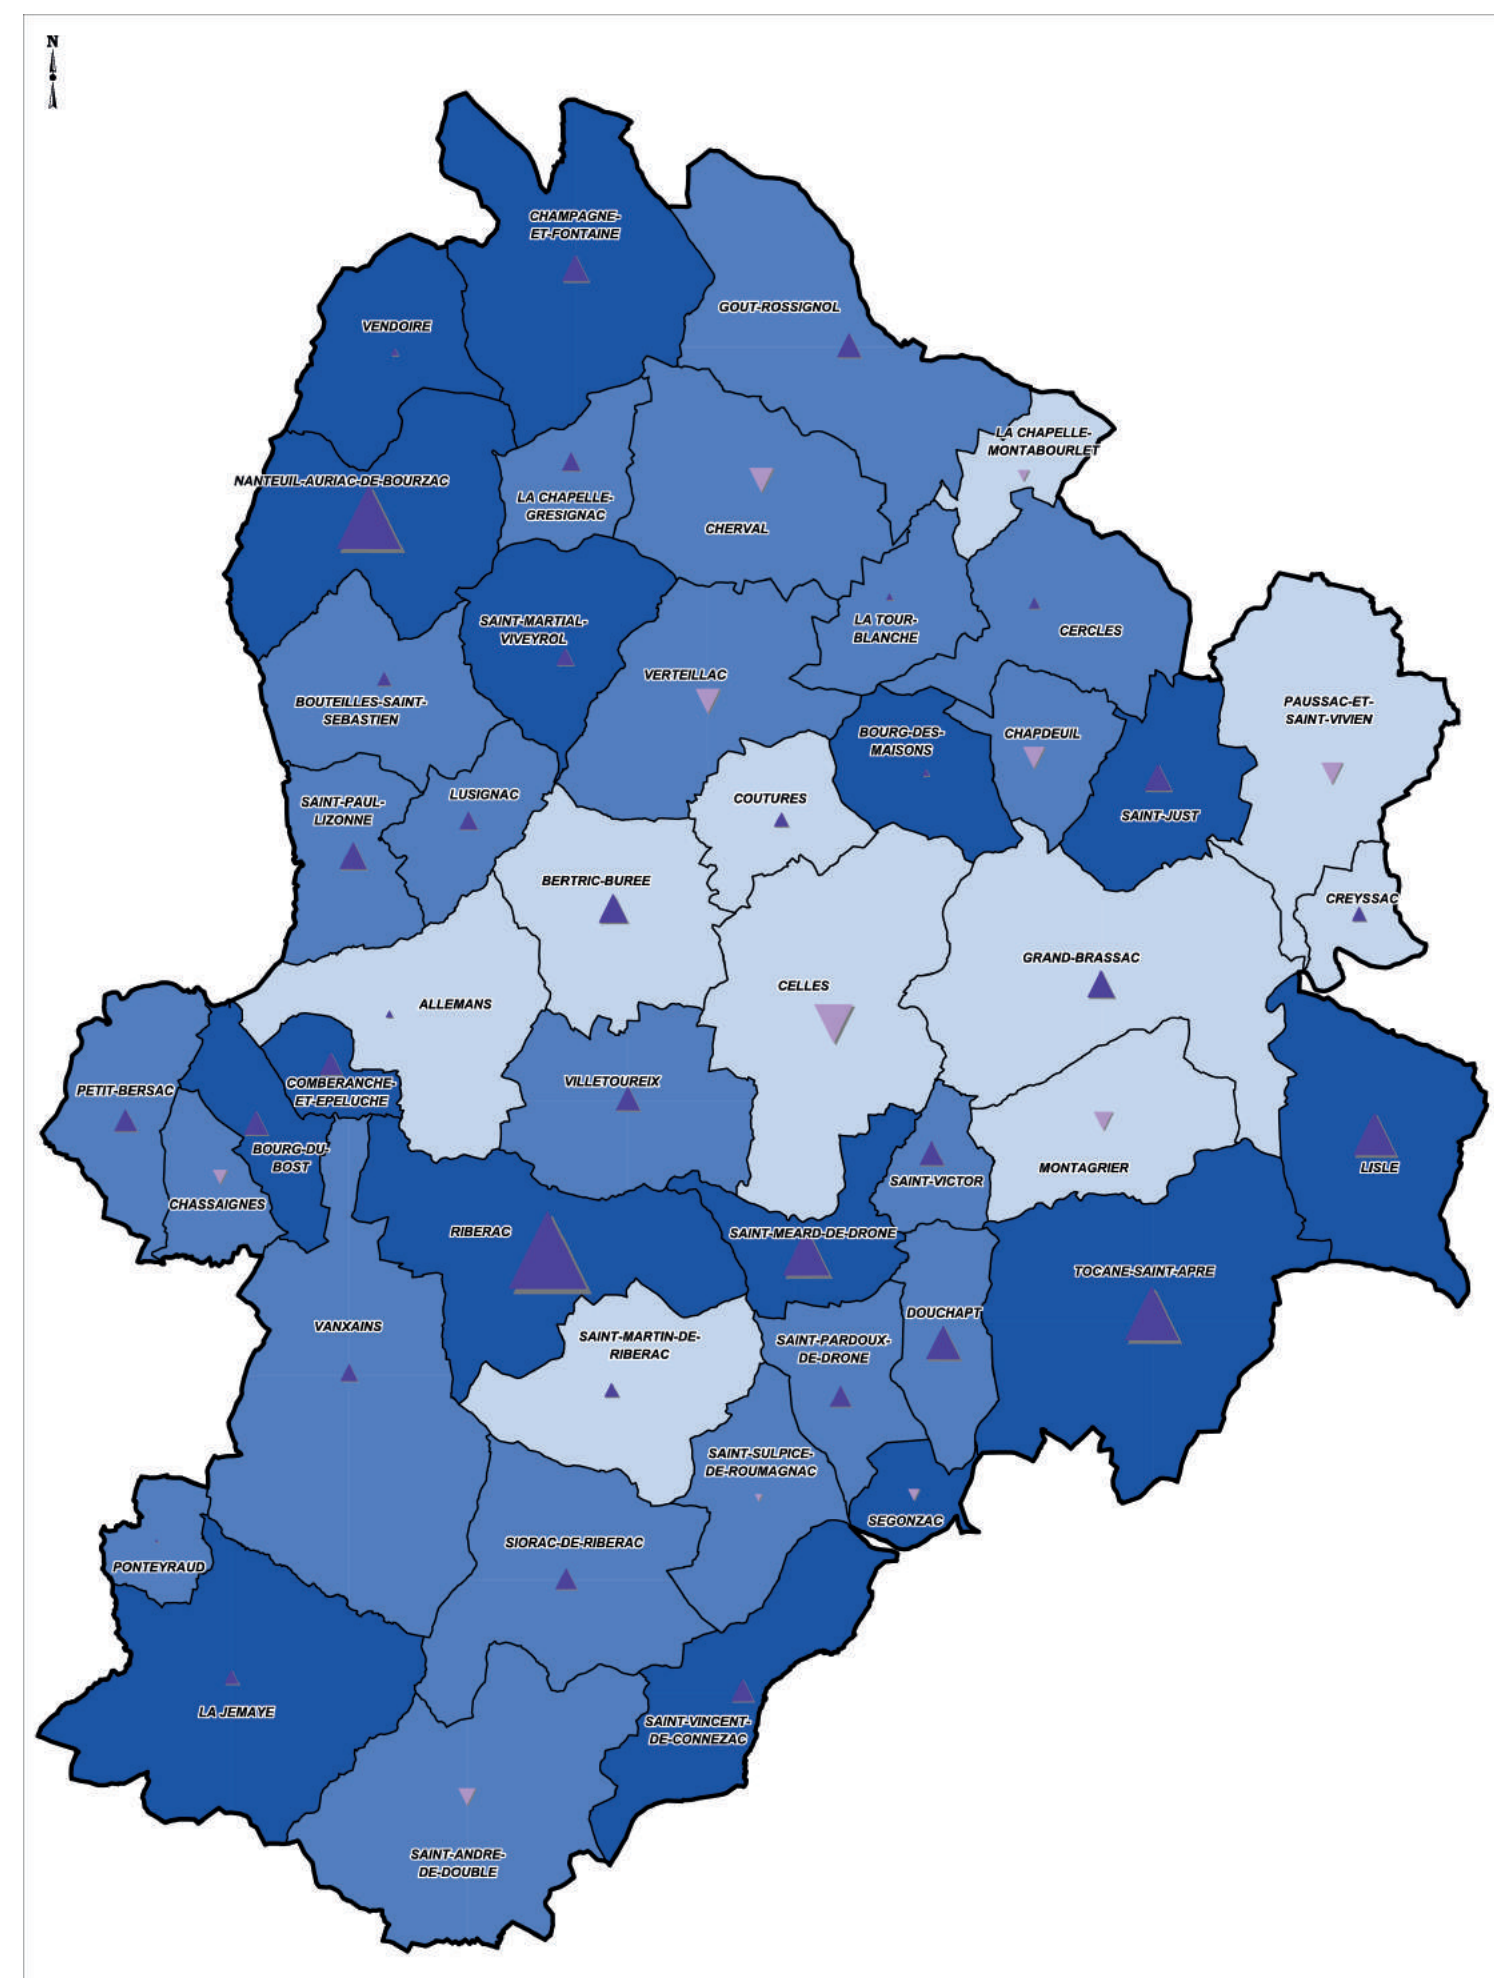 N
CHAMPAGNE-
ET-FONTAINE
GOUT-ROSSIGNOL
VENDOIRE
LA CHAPELLE-
MONTABOURLET
NANTEUIL-AURIAC-DE-BOURZAC
LA CHAPELLE-
GRESIGNAC
CHERVAL
SAINT-MARTIAL-
VIVEYROL
LA TOUR-
BLANCHE
CERCLES
VERTEILLAC
BOUTEILLES-SAINT-
SEBASTIEN
PAUSSAC-ET-
SAINT-VIVIEN
BOURG-DES-
MAISONS
CHAPDEUIL
SAINT-PAUL-
LIZONNE
LUSIGNAC
COUTURES
SAINT-JUST
BERTRIC-BUREE
CREYSSAC
GRAND-BRASSAC
CELLES
ALLEMANS
PETIT-BERSAC
COMBERANCHE-
ET-EPELUCHE
VILLETOUREIX
BOURG-DU-
BOST
MONTAGRIER
LISLE
SAINT-VICTOR
CHASSAIGNES
RIBERAC
SAINT-MEARD-DE-DRONE
TOCANE-SAINT-APRE
DOUCHAPT
VANXAINS
SAINT-MARTIN-DE-
RIBERAC
SAINT-PARDOUX-
DE-DRONE
SAINT-SULPICE-
DE-ROUMAGNAC
SEGONZAC
SIORAC-DE-RIBERAC
PONTEYRAUD
LA JEMAYE
SAINT-VINCENT-
DE-CONNEZAC
SAINT-ANDRE-
DE-DOUBLE